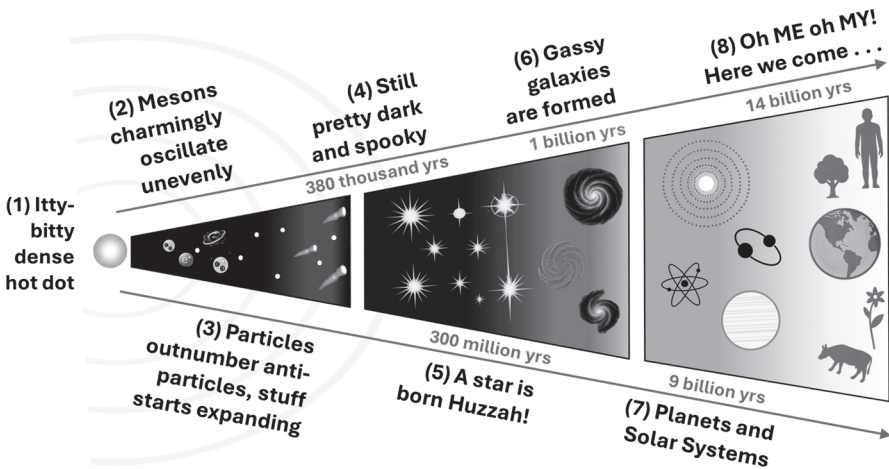 (1) Itty-
bitty
dense
hot dot
(2) Mesons
charmingly
oscillate
unevenly
(3) Particles
outnumber anti-
particles, stuff
starts expanding
(4) Still
pretty dark
and spooky
380 thousand yrs
(5) A star is
born Huzzah!
300 million yrs
(6) Gassy
galaxies
are formed
1 billion yrs
(7) Planets and
Solar Systems
9 billion yrs
(8) Oh ME oh MY!
Here we come . . .
14 billion yrs